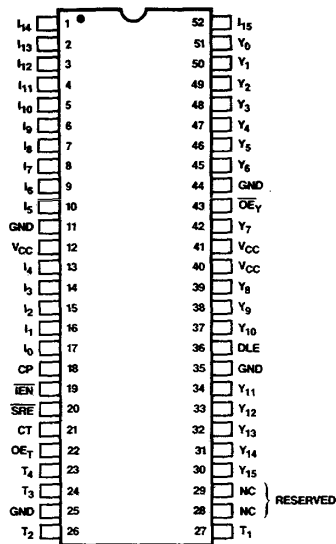 I14 1 52 I15
I13 2 51 Y0
I12 3 50 Y1
I11 4 49 Y2
I10 5 48 Y3
I9 6 47 Y4
I8 7 46 Y5
I7 8 45 Y6
I6 9 44 GND
I5 10 43 OEY
GND 11 42 Y7
VCC 12 41 VCC
I4 13 40 VCC
I3 14 39 Y8
I2 15 38 Y9
I1 16 37 Y10
I0 17 36 DLE
CP 18 35 GND
IEN 19 34 Y11
SRE 20 33 Y12
CT 21 32 Y13
OET 22 31 Y14
T4 23 30 Y15
T3 24 29 NC
RESERVED
GND 25 28 NC
T2 26 27 T1